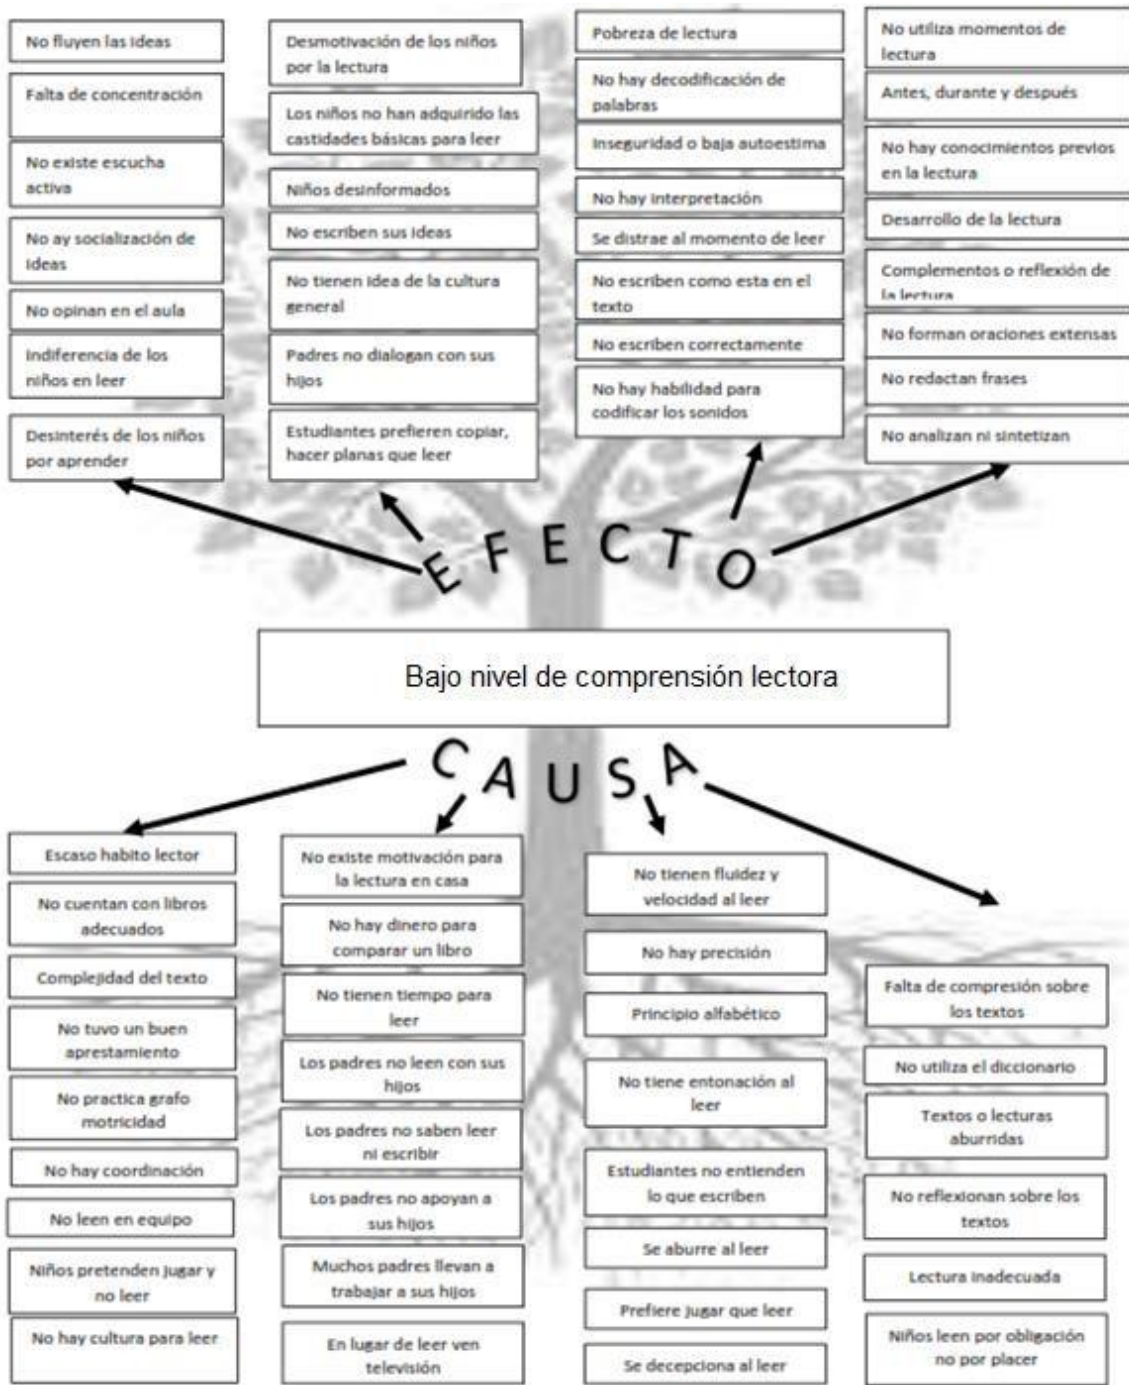 No fluyen las ideas
Falta de concentración
No existe escucha
activa
No ay socialización de
ideas
No opinan en el aula
Indiferencia de los
niños en leer
Desinterés de los niños
por aprender
Desmotivación de los niños
por la lectura
Los niños no han adquirido las
castidades básicas para leer
Niños desinformados
No escriben sus ideas
No tienen idea de la cultura
general
Padres no dialogan con sus
hijos
Estudiantes prefieren copiar,
hacer planas que leer
Pobreza de lectura
No hay decodificación de
palabras
Inseguridad o baja autoestima
No hay interpretación
Se distrae al momento de leer
No escriben como esta en el
texto
No escriben correctamente
No hay habilidad para
codificar los sonidos
No utiliza momentos de
lectura
Antes, durante y después
No hay conocimientos previos
en la lectura
Desarrollo de la lectura
Complementos o reflexión de
la lectura
No forman oraciones extensas
No redactan frases
No analizan ni sintetizan
EFECTO
Bajo nivel de comprensión lectora
CAUSA
Escaso habito lector
No cuentan con libros
adecuados
Complejidad del texto
No tuvo un buen
aprestamiento
No practica grafo
motricidad
No hay coordinación
No leen en equipo
Niños pretenden jugar y
no leer
No hay cultura para leer
No existe motivación para
la lectura en casa
No hay dinero para
comparar un libro
No tienen tiempo para
leer
Los padres no leen con sus
hijos
Los padres no saben leer
ni escribir
Los padres no apoyan a
sus hijos
Muchos padres llevan a
trabajar a sus hijos
En lugar de leer ven
televisión
No tienen fluidez y
velocidad al leer
No hay precisión
Principio alfabético
No tiene entonación al
leer
Estudiantes no entienden
lo que escriben
Se aburre al leer
Prefiere jugar que leer
Se decepciona al leer
Falta de compresión sobre
los textos
No utiliza el diccionario
Textos o lecturas
aburridas
No reflexionan sobre los
textos
Lectura inadecuada
Niños leen por obligación
no por placer